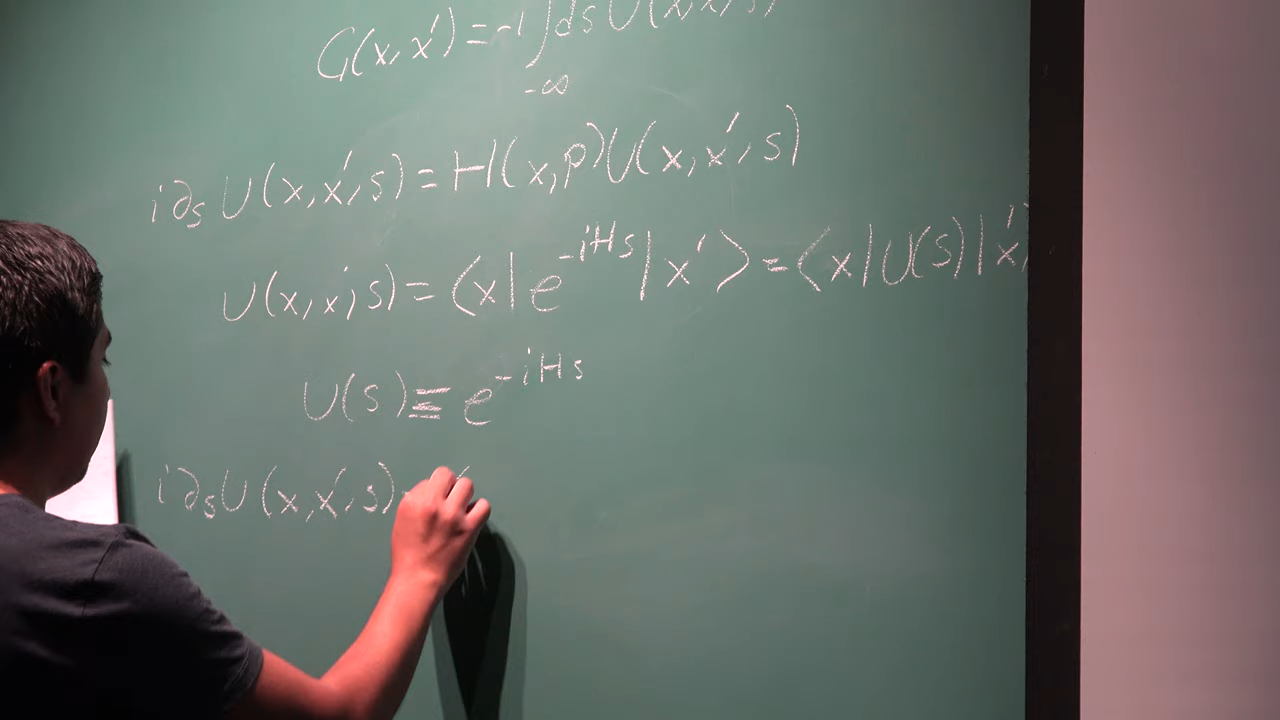 G(x,x') = -i ∫ ds U(x,x',s)
-∞
i∂ₛU(x,x',s) = H(x,p)U(x,x',s)
U(x,x',s) = ⟨x|e^{-iHs}|x'⟩ = ⟨x|U(s)|x'
U(s) ≡ e^{-iHs}
i∂ₛU(x,x',s)